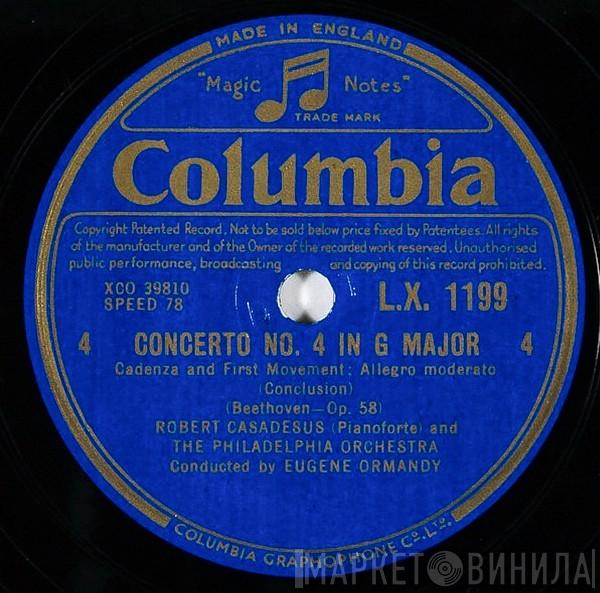 MADE IN ENGLAND
"Magic Notes"
TRADE MARK
Columbia
Copyright Patented Record. Not to be sold below price fixed by Patentees. All rights
of the manufacturer and of the Owner of the recorded work reserved. Unauthorised
public performance, broadcasting and copying of this record prohibited.
XCO 39810
SPEED 78
L.X. 1199
4 CONCERTO NO. 4 IN G MAJOR 4
Cadenza and First Movement: Allegro moderato
(Conclusion)
(Beethoven—Op. 58)
ROBERT CASADESUS (Pianoforte) and
THE PHILADELPHIA ORCHESTRA
Conducted by EUGENE ORMANDY
COLUMBIA GRAPHOPHONE CO. LTD.
МАРКЕТ ВИНИЛА